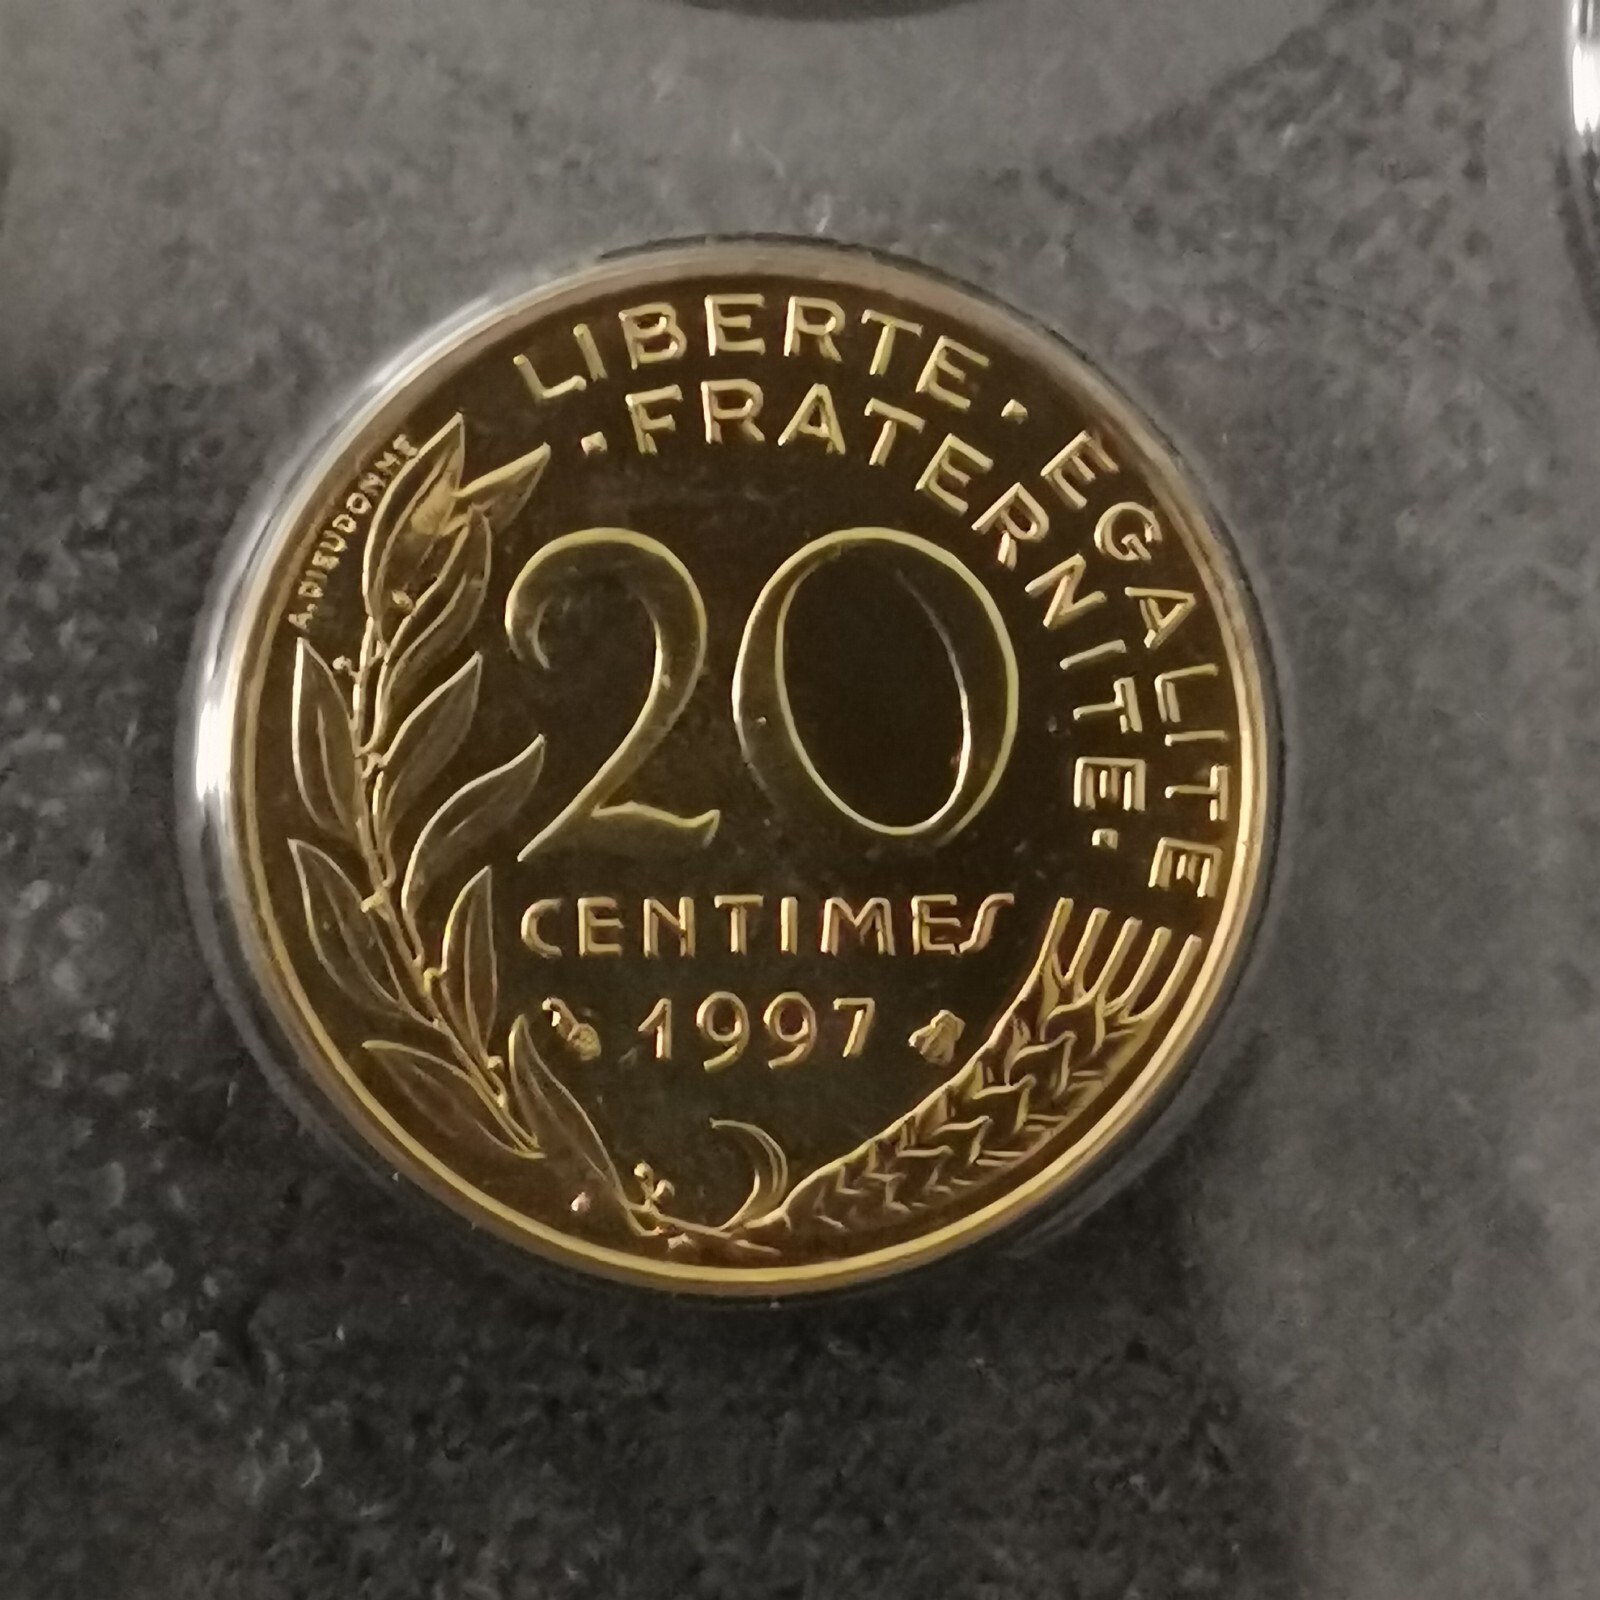 LIBERTE · EGALITE
· FRATERNITE ·
A. DIEUDONNE
20
CENTIMES
1997